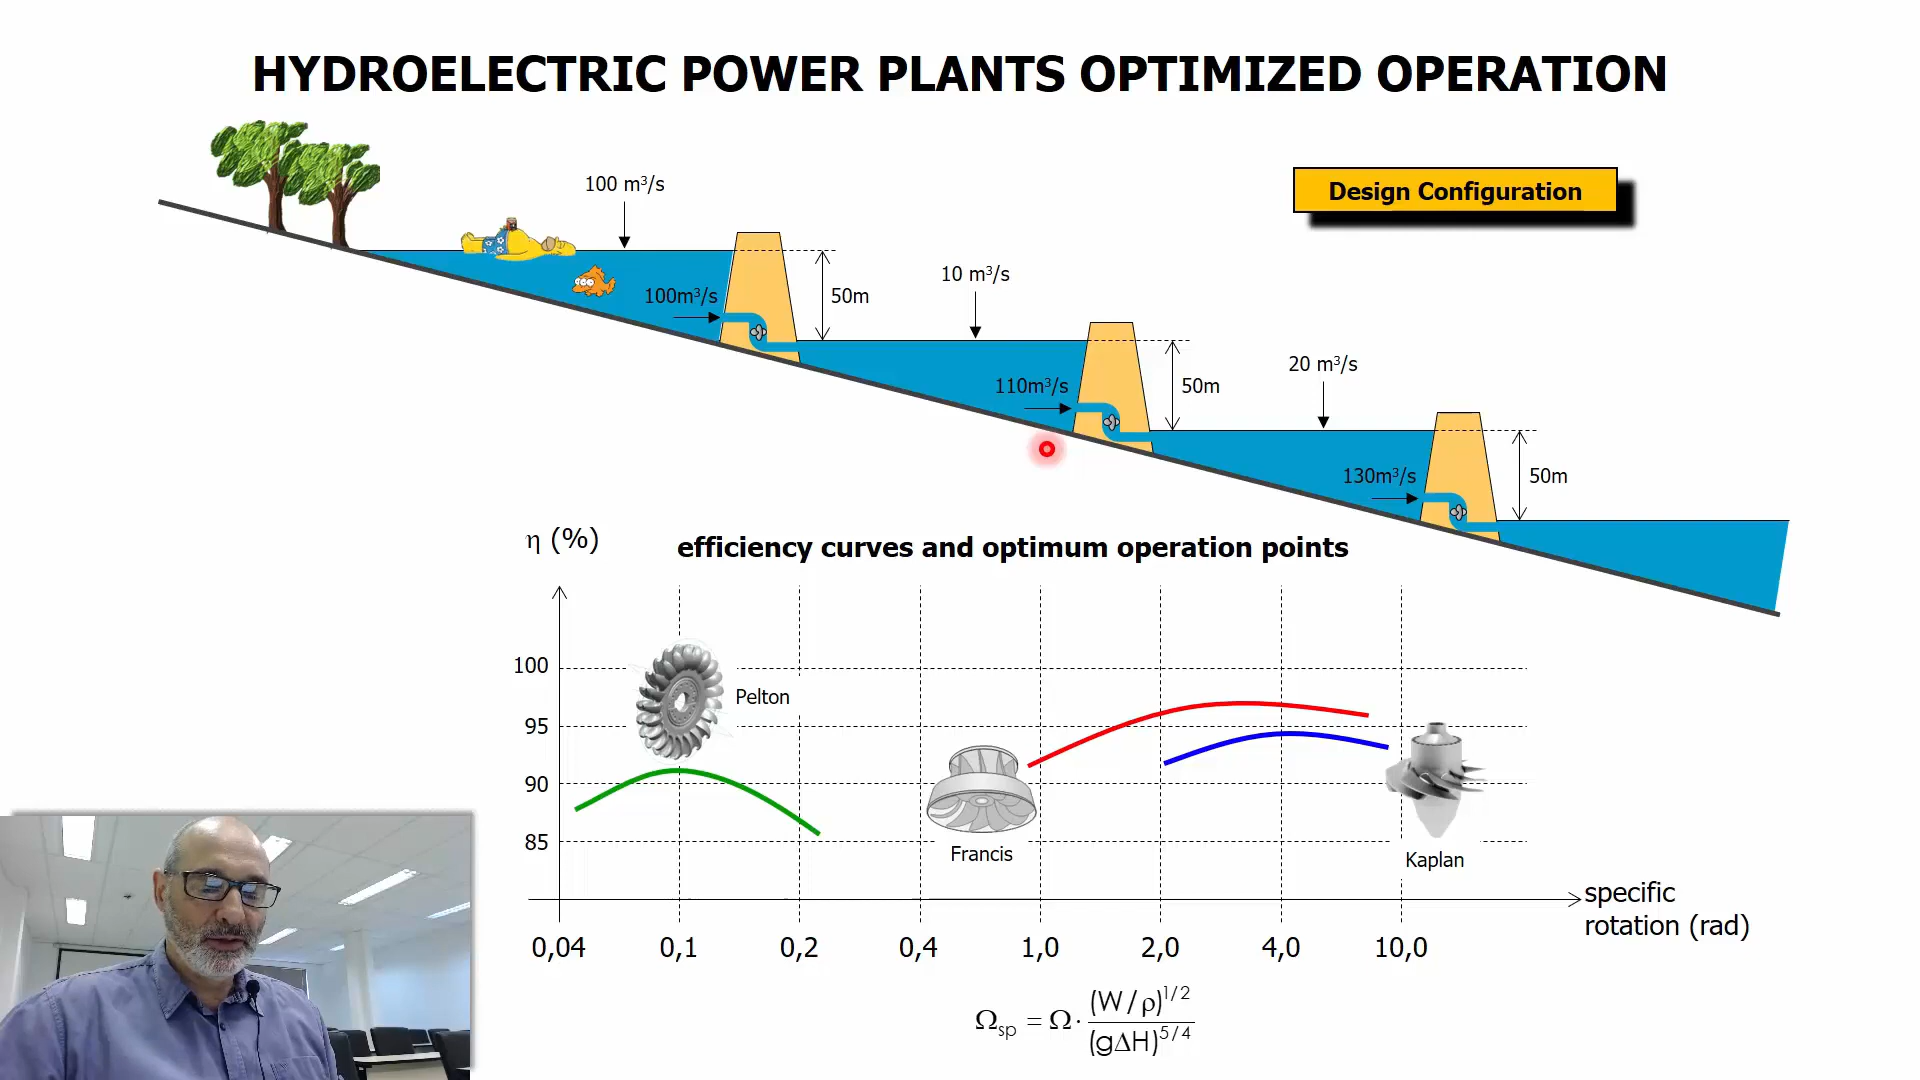 HYDROELECTRIC POWER PLANTS OPTIMIZED OPERATION
Design Configuration
100 m³/s
100m³/s
50m
10 m³/s
110m³/s
50m
20 m³/s
130m³/s
50m
η (%)
efficiency curves and optimum operation points
100
95
90
85
Pelton
Francis
Kaplan
specific
rotation (rad)
0,04 0,1 0,2 0,4 1,0 2,0 4,0 10,0
Ωsp = Ω · (W/ρ)^1/2 / (gΔH)^5/4